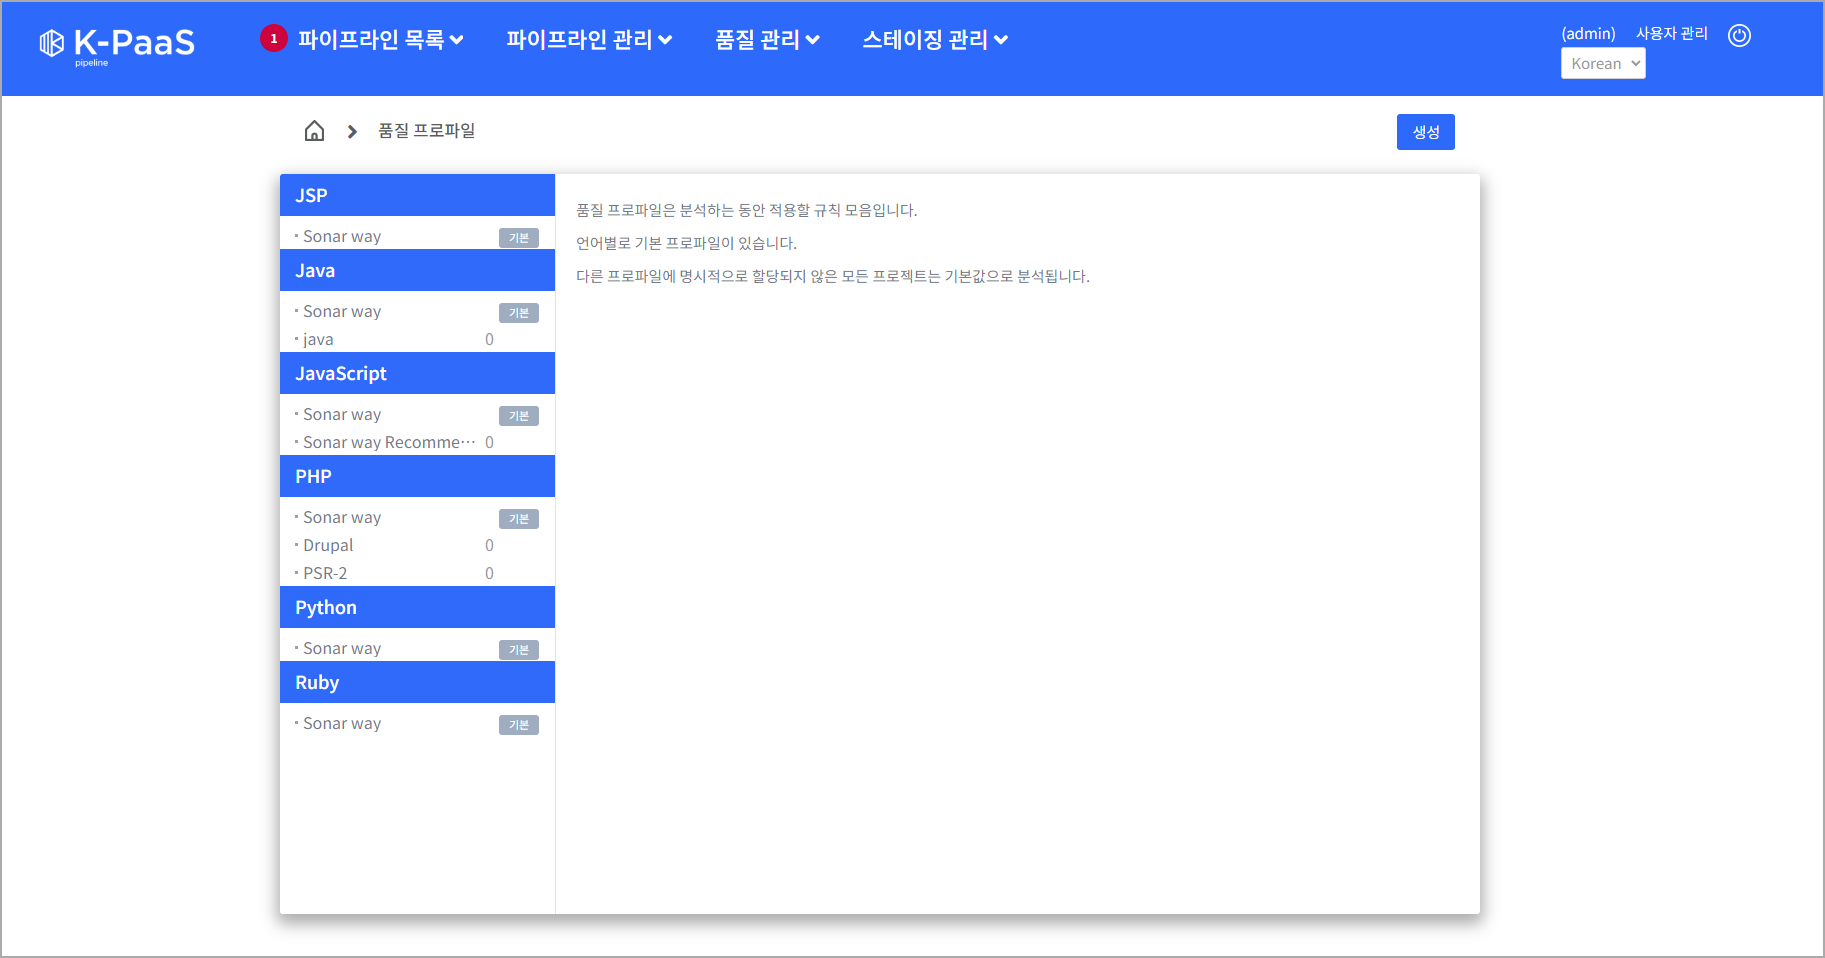 K-PaaS
pipeline
1 파이프라인 목록 파이프라인 관리 품질 관리 스테이징 관리
(admin) 사용자 관리
Korean
품질 프로파일
생성
JSP
· Sonar way 기본
Java
· Sonar way 기본
· java 0
JavaScript
· Sonar way 기본
· Sonar way Recomme… 0
PHP
· Sonar way 기본
· Drupal 0
· PSR-2 0
Python
· Sonar way 기본
Ruby
· Sonar way 기본
품질 프로파일은 분석하는 동안 적용할 규칙 모음입니다.
언어별로 기본 프로파일이 있습니다.
다른 프로파일에 명시적으로 할당되지 않은 모든 프로젝트는 기본값으로 분석됩니다.